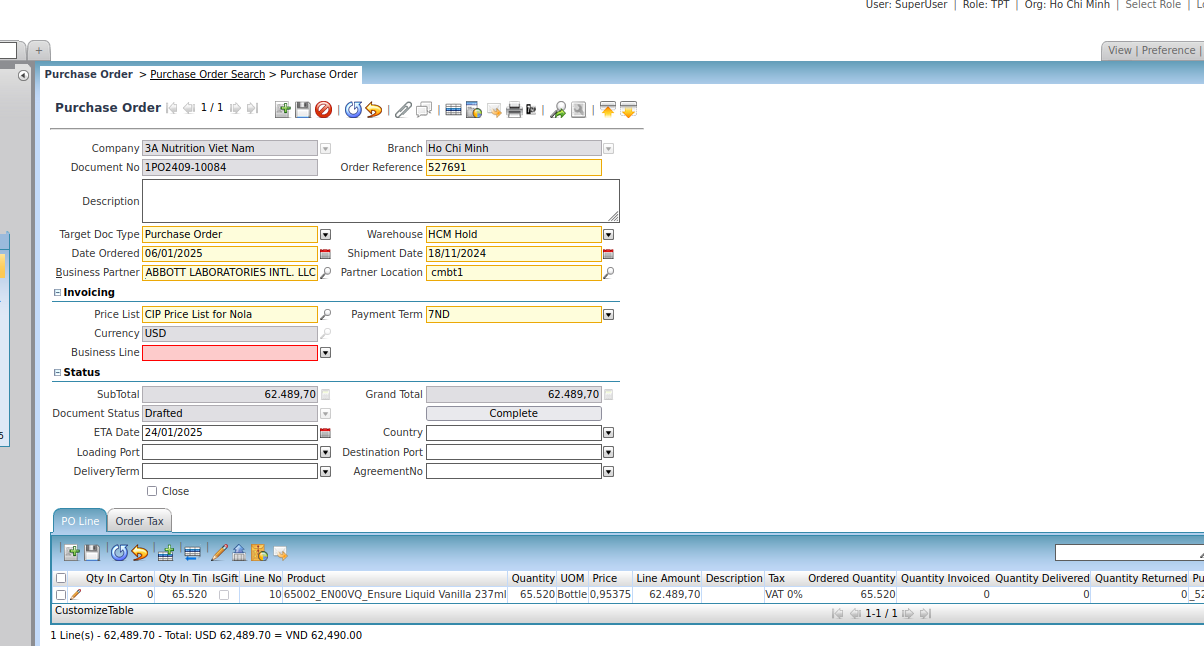 User: SuperUser | Role: TPT | Org: Ho Chi Minh | Select Role |
+ View | Preference |
Purchase Order > Purchase Order Search > Purchase Order
Purchase Order 1 / 1
Company 3A Nutrition Viet Nam Branch Ho Chi Minh
Document No 1PO2409-10084 Order Reference 527691
Description
Target Doc Type Purchase Order Warehouse HCM Hold
Date Ordered 06/01/2025 Shipment Date 18/11/2024
Business Partner ABBOTT LABORATORIES INTL. LLC Partner Location cmbt1
Invoicing
Price List CIP Price List for Nola Payment Term 7ND
Currency USD
Business Line
Status
SubTotal 62.489,70 Grand Total 62.489,70
Document Status Drafted Complete
ETA Date 24/01/2025 Country
Loading Port Destination Port
DeliveryTerm AgreementNo
Close
PO Line Order Tax
Qty In Carton Qty In Tin IsGift Line No Product Quantity UOM Price Line Amount Description Tax Ordered Quantity Quantity Invoiced Quantity Delivered Quantity Returned Pu
0 65.520 10 65002_EN00VQ_Ensure Liquid Vanilla 237ml 65.520 Bottle 0,95375 62.489,70 VAT 0% 65.520 0 0 0 _52
CustomizeTable 1-1 / 1
1 Line(s) - 62,489.70 - Total: USD 62,489.70 = VND 62,490.00